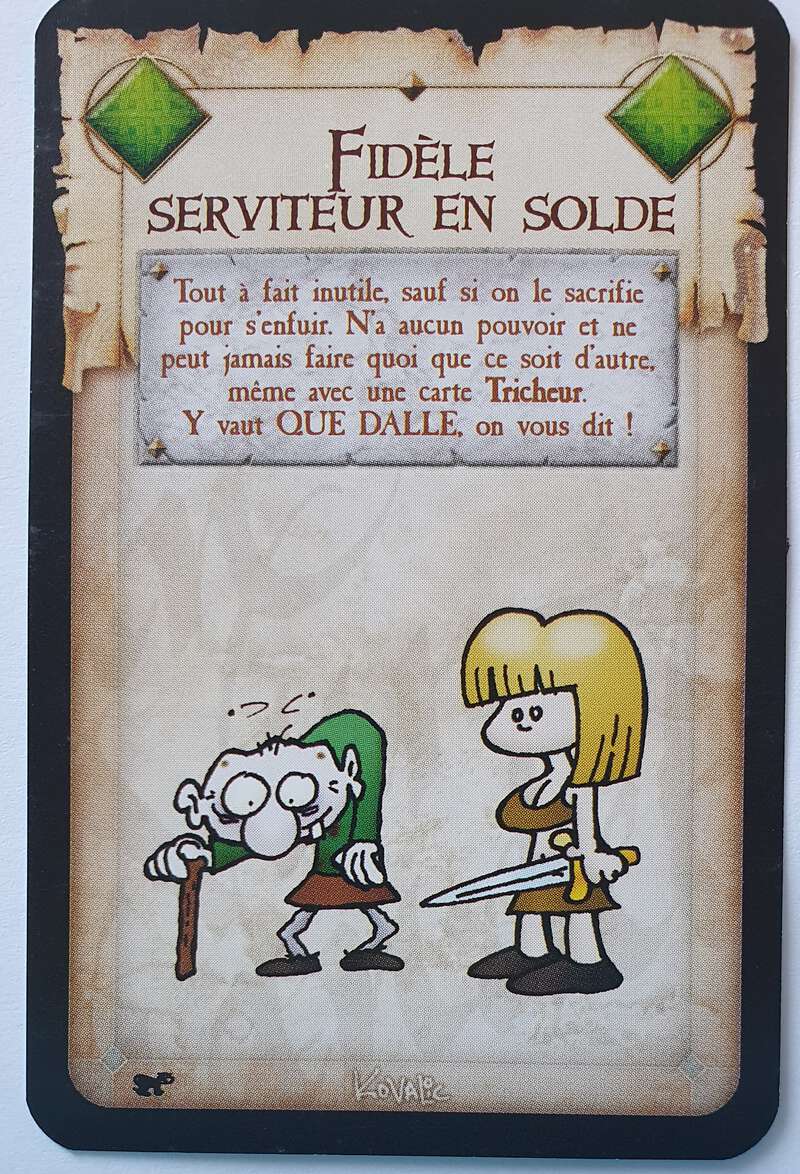 FIDÈLE
SERVITEUR EN SOLDE
Tout à fait inutile, sauf si on le sacrifie
pour s'enfuir. N'a aucun pouvoir et ne
peut jamais faire quoi que ce soit d'autre,
même avec une carte Tricheur.
Y vaut QUE DALLE, on vous dit !
KOVALIC